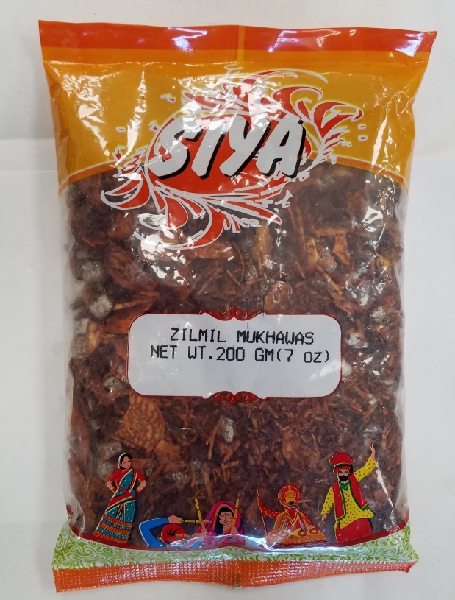 SIYA
ZILMIL MUKHAWAS
NET WT.200 GM(7 oz)